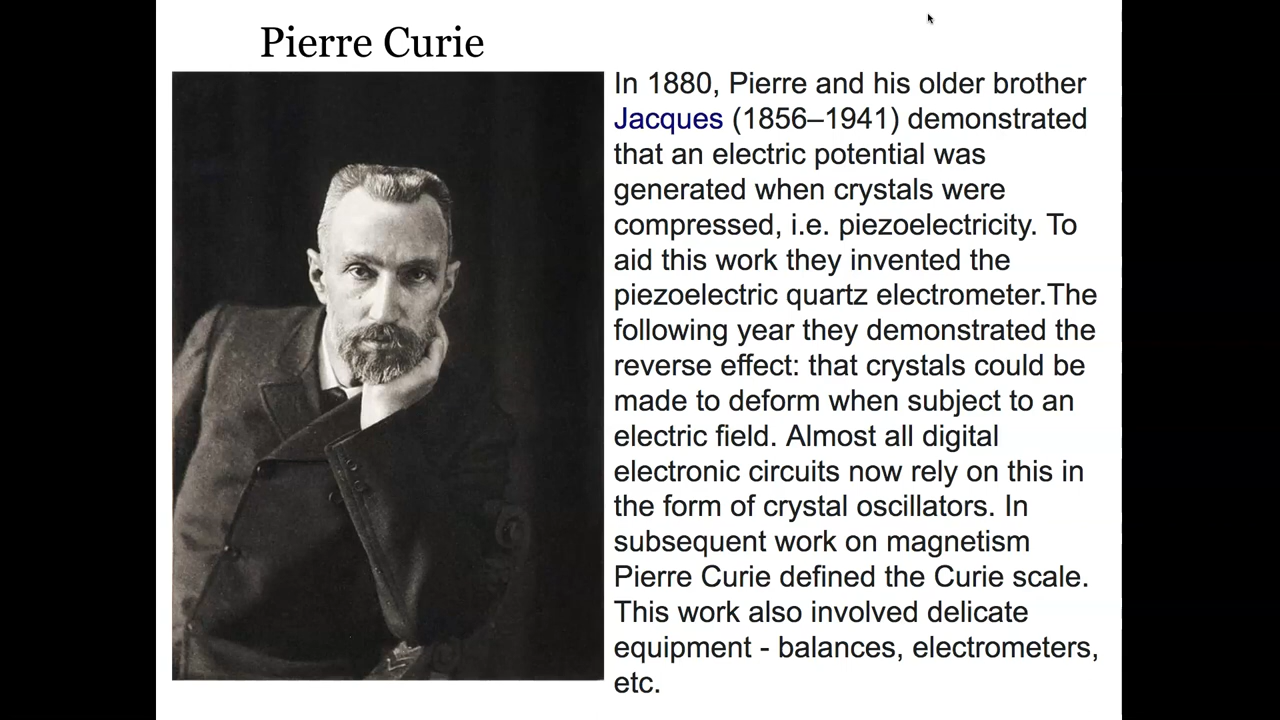 Pierre Curie
In 1880, Pierre and his older brother
Jacques (1856–1941) demonstrated
that an electric potential was
generated when crystals were
compressed, i.e. piezoelectricity. To
aid this work they invented the
piezoelectric quartz electrometer.The
following year they demonstrated the
reverse effect: that crystals could be
made to deform when subject to an
electric field. Almost all digital
electronic circuits now rely on this in
the form of crystal oscillators. In
subsequent work on magnetism
Pierre Curie defined the Curie scale.
This work also involved delicate
equipment - balances, electrometers,
etc.